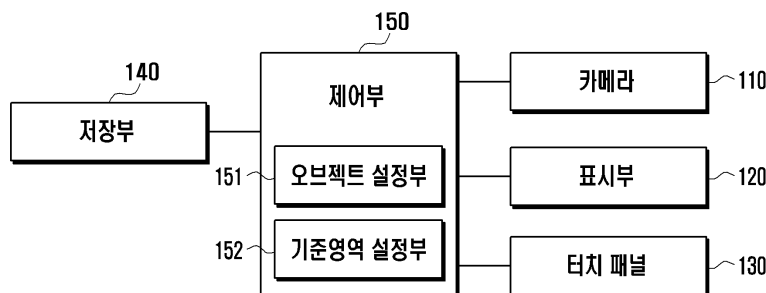 150
140
제어부
카메라
110
저장부
151
오브젝트 설정부
표시부
120
152
기준영역 설정부
터치 패널
130